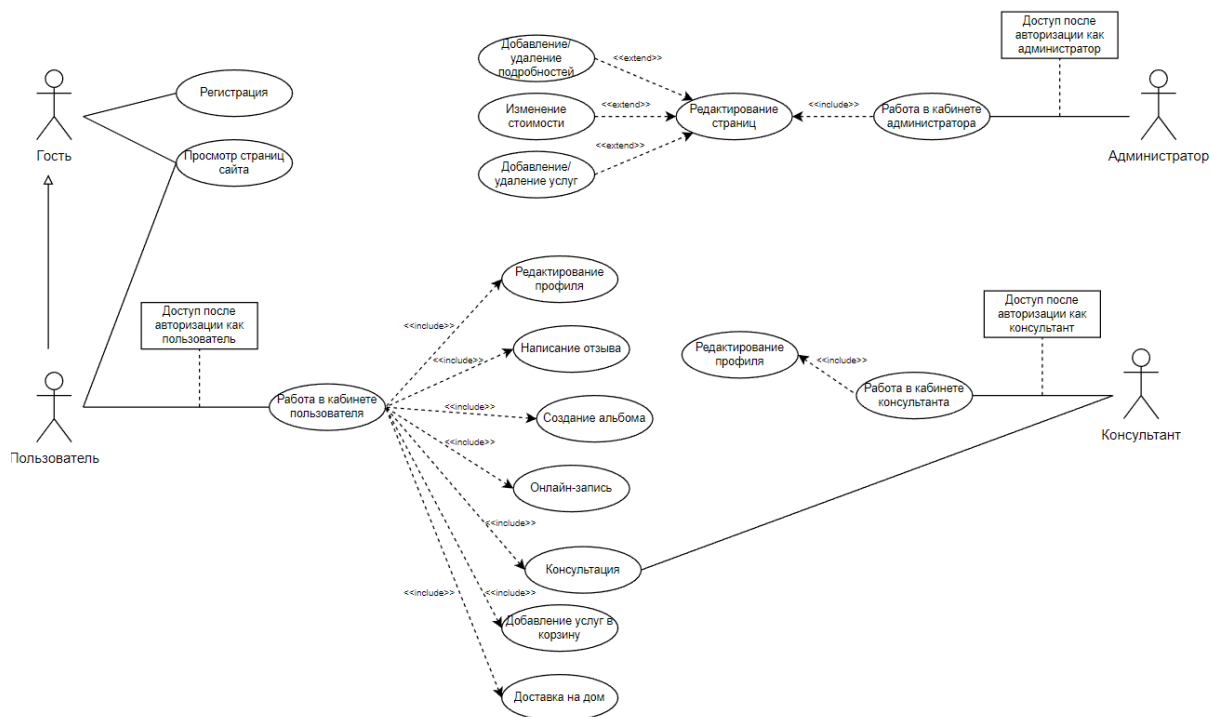 Доступ после
авторизации как
администратор
Добавление/
удаление
подробностей
<<extend>>
Регистрация
Изменение
стоимости
<<extend>>
Редактирование
страниц
<<include>>
Работа в кабинете
администратора
Гость
Просмотр страниц
сайта
Добавление/
удаление услуг
<<extend>>
Администратор
Редактирование
профиля
Доступ после
авторизации как
пользователь
<<include>>
Доступ после
авторизации как
консультант
Написание отзыва
<<include>>
Редактирование
профиля
<<include>>
Работа в кабинете
пользователя
<<include>>
Создание альбома
Работа в кабинете
консультанта
Консультант
Пользователь
<<include>>
Онлайн-запись
<<include>>
Консультация
<<include>>
<<include>>
Добавление услуг в
корзину
Доставка на дом